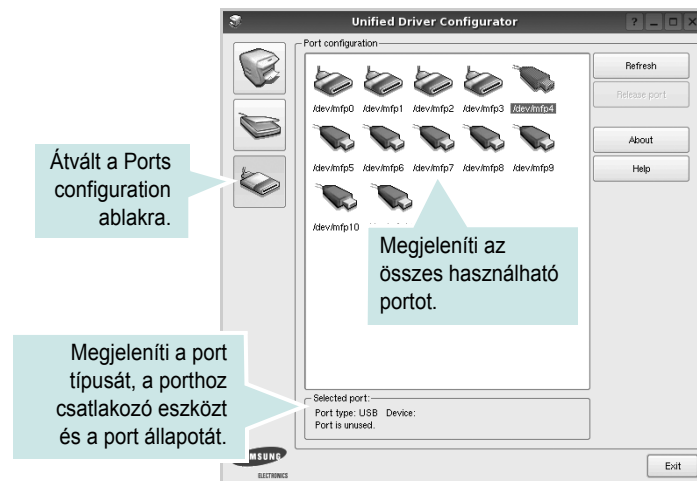 Unified Driver Configurator
Port configuration
/dev/mfp0 /dev/mfp1 /dev/mfp2 /dev/mfp3 /dev/mfp4
/dev/mfp5 /dev/mfp6 /dev/mfp7 /dev/mfp8 /dev/mfp9
/dev/mfp10
Refresh
Release port
About
Help
Átvált a Ports
configuration
ablakra.
Megjeleníti az
összes használható
portot.
Megjeleníti a port
típusát, a porthoz
csatlakozó eszközt
és a port állapotát.
Selected port:
Port type: USB Device:
Port is unused.
MSUNG
ELECTRONICS
Exit